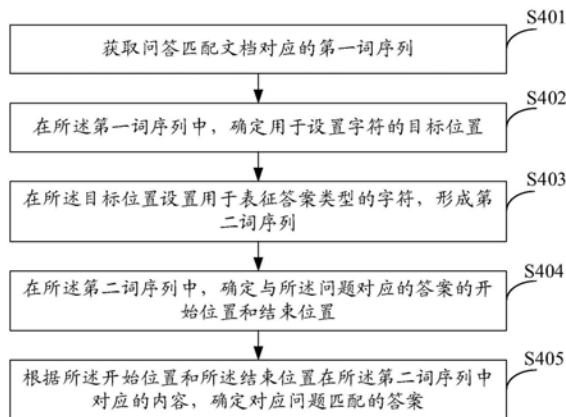 S401
获取问答匹配文档对应的第一词序列
S402
在所述第一词序列中，确定用于设置字符的目标位置
S403
在所述目标位置设置用于表征答案类型的字符，形成第
二词序列
S404
在所述第二词序列中，确定与所述问题对应的答案的开
始位置和结束位置
S405
根据所述开始位置和所述结束位置在所述第二词序列中
对应的内容，确定对应问题匹配的答案